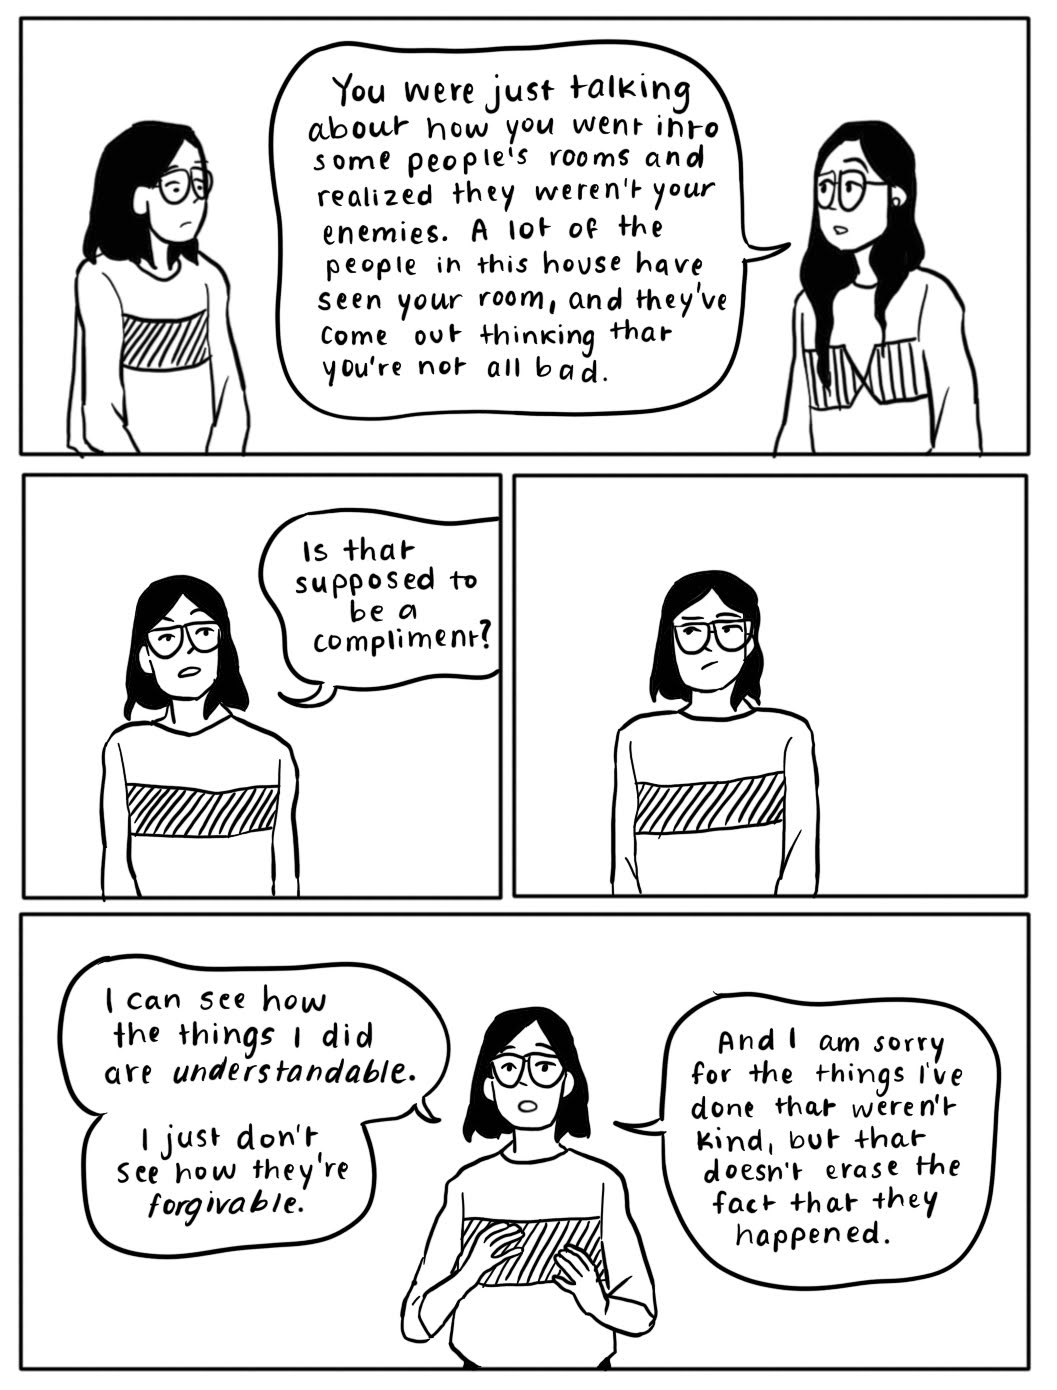 You were just talking
about how you went into
some people's rooms and
realized they weren't your
enemies. A lot of the
people in this house have
seen your room, and they've
come out thinking that
you're not all bad.
Is that
supposed to
be a
compliment?
I can see how
the things I did
are understandable.
I just don't
see how they're
forgivable.
And I am sorry
for the things I've
done that weren't
kind, but that
doesn't erase the
fact that they
happened.